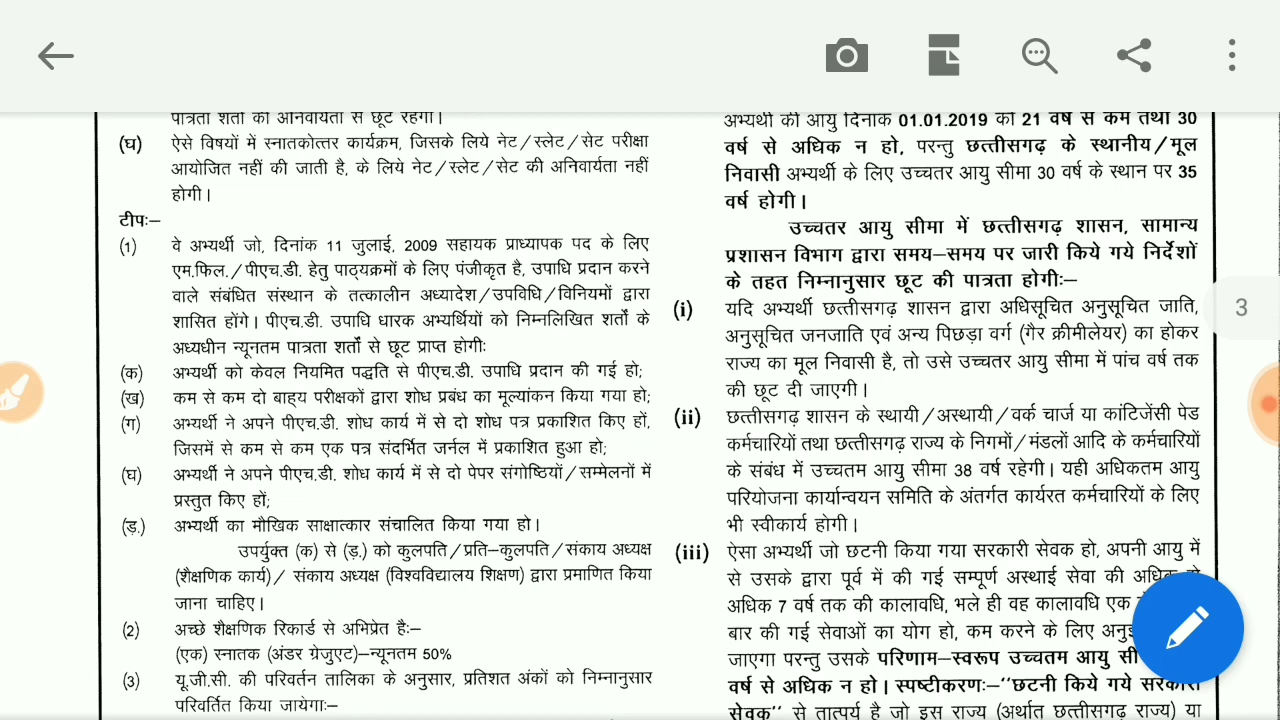 पात्रता शर्तों की अनिवार्यता से छूट रहेगी।
(घ) ऐसे विषयों में स्नातकोत्तर कार्यक्रम, जिसके लिये नेट/स्लेट/सेट परीक्षा
आयोजित नहीं की जाती है, के लिये नेट/स्लेट/सेट की अनिवार्यता नहीं
होगी।
टीपः–
(1) वे अभ्यर्थी जो, दिनांक 11 जुलाई, 2009 सहायक प्राध्यापक पद के लिए
एम.फिल./पीएच.डी. हेतु पाठ्यक्रमों के लिए पंजीकृत है, उपाधि प्रदान करने
वाले संबंधित संस्थान के तत्कालीन अध्यादेश/उपविधि/विनियमों द्वारा
शासित होंगे। पीएच.डी. उपाधि धारक अभ्यर्थियों को निम्नलिखित शर्तों के
अध्यधीन न्यूनतम पात्रता शर्तों से छूट प्राप्त होगीः
(क) अभ्यर्थी को केवल नियमित पद्धति से पीएच.डी. उपाधि प्रदान की गई हो;
(ख) कम से कम दो बाह्य परीक्षकों द्वारा शोध प्रबंध का मूल्यांकन किया गया हो;
(ग) अभ्यर्थी ने अपने पीएच.डी. शोध कार्य में से दो शोध पत्र प्रकाशित किए हों,
जिसमें से कम से कम एक पत्र संदर्भित जर्नल में प्रकाशित हुआ हो;
(घ) अभ्यर्थी ने अपने पीएच.डी. शोध कार्य में से दो पेपर संगोष्ठियों/सम्मेलनों में
प्रस्तुत किए हों;
(ड़.) अभ्यर्थी का मौखिक साक्षात्कार संचालित किया गया हो।
उपर्युक्त (क) से (ड़.) को कुलपति/प्रति–कुलपति/संकाय अध्यक्ष
(शैक्षणिक कार्य)/ संकाय अध्यक्ष (विश्वविद्यालय शिक्षण) द्वारा प्रमाणित किया
जाना चाहिए।
(2) अच्छे शैक्षणिक रिकार्ड से अभिप्रेत हैः–
(एक) स्नातक (अंडर ग्रेजुएट)–न्यूनतम 50%
(3) यू.जी.सी. की परिवर्तन तालिका के अनुसार, प्रतिशत अंकों को निम्नानुसार
परिवर्तित किया जायेगाः–
अभ्यर्थी की आयु दिनांक 01.01.2019 को 21 वर्ष से कम तथा 30
वर्ष से अधिक न हो, परन्तु छत्तीसगढ़ के स्थानीय/मूल
निवासी अभ्यर्थी के लिए उच्चतर आयु सीमा 30 वर्ष के स्थान पर 35
वर्ष होगी।
उच्चतर आयु सीमा में छत्तीसगढ़ शासन, सामान्य
प्रशासन विभाग द्वारा समय–समय पर जारी किये गये निर्देशों
के तहत निम्नानुसार छूट की पात्रता होगीः–
(i) यदि अभ्यर्थी छत्तीसगढ़ शासन द्वारा अधिसूचित अनुसूचित जाति,
अनुसूचित जनजाति एवं अन्य पिछड़ा वर्ग (गैर क्रीमीलेयर) का होकर
राज्य का मूल निवासी है, तो उसे उच्चतर आयु सीमा में पांच वर्ष तक
की छूट दी जाएगी।
(ii) छत्तीसगढ़ शासन के स्थायी/अस्थायी/वर्क चार्ज या कांटिजेंसी पेड
कर्मचारियों तथा छत्तीसगढ़ राज्य के निगमों/मंडलों आदि के कर्मचारियों
के संबंध में उच्चतम आयु सीमा 38 वर्ष रहेगी। यही अधिकतम आयु
परियोजना कार्यान्वयन समिति के अंतर्गत कार्यरत कर्मचारियों के लिए
भी स्वीकार्य होगी।
(iii) ऐसा अभ्यर्थी जो छटनी किया गया सरकारी सेवक हो, अपनी आयु में
से उसके द्वारा पूर्व में की गई सम्पूर्ण अस्थाई सेवा की
अधिक 7 वर्ष तक की कालावधि, भले ही वह कालावधि एक
बार की गई सेवाओं का योग हो, कम करने के लिए
जाएगा परन्तु उसके परिणाम–स्वरूप उच्चतम आयु
वर्ष से अधिक न हो। स्पष्टीकरणः–''छटनी किये गये सरकारी
सेवक'' से तात्पर्य है जो इस राज्य (अर्थात छत्तीसगढ़ राज्य) या
3